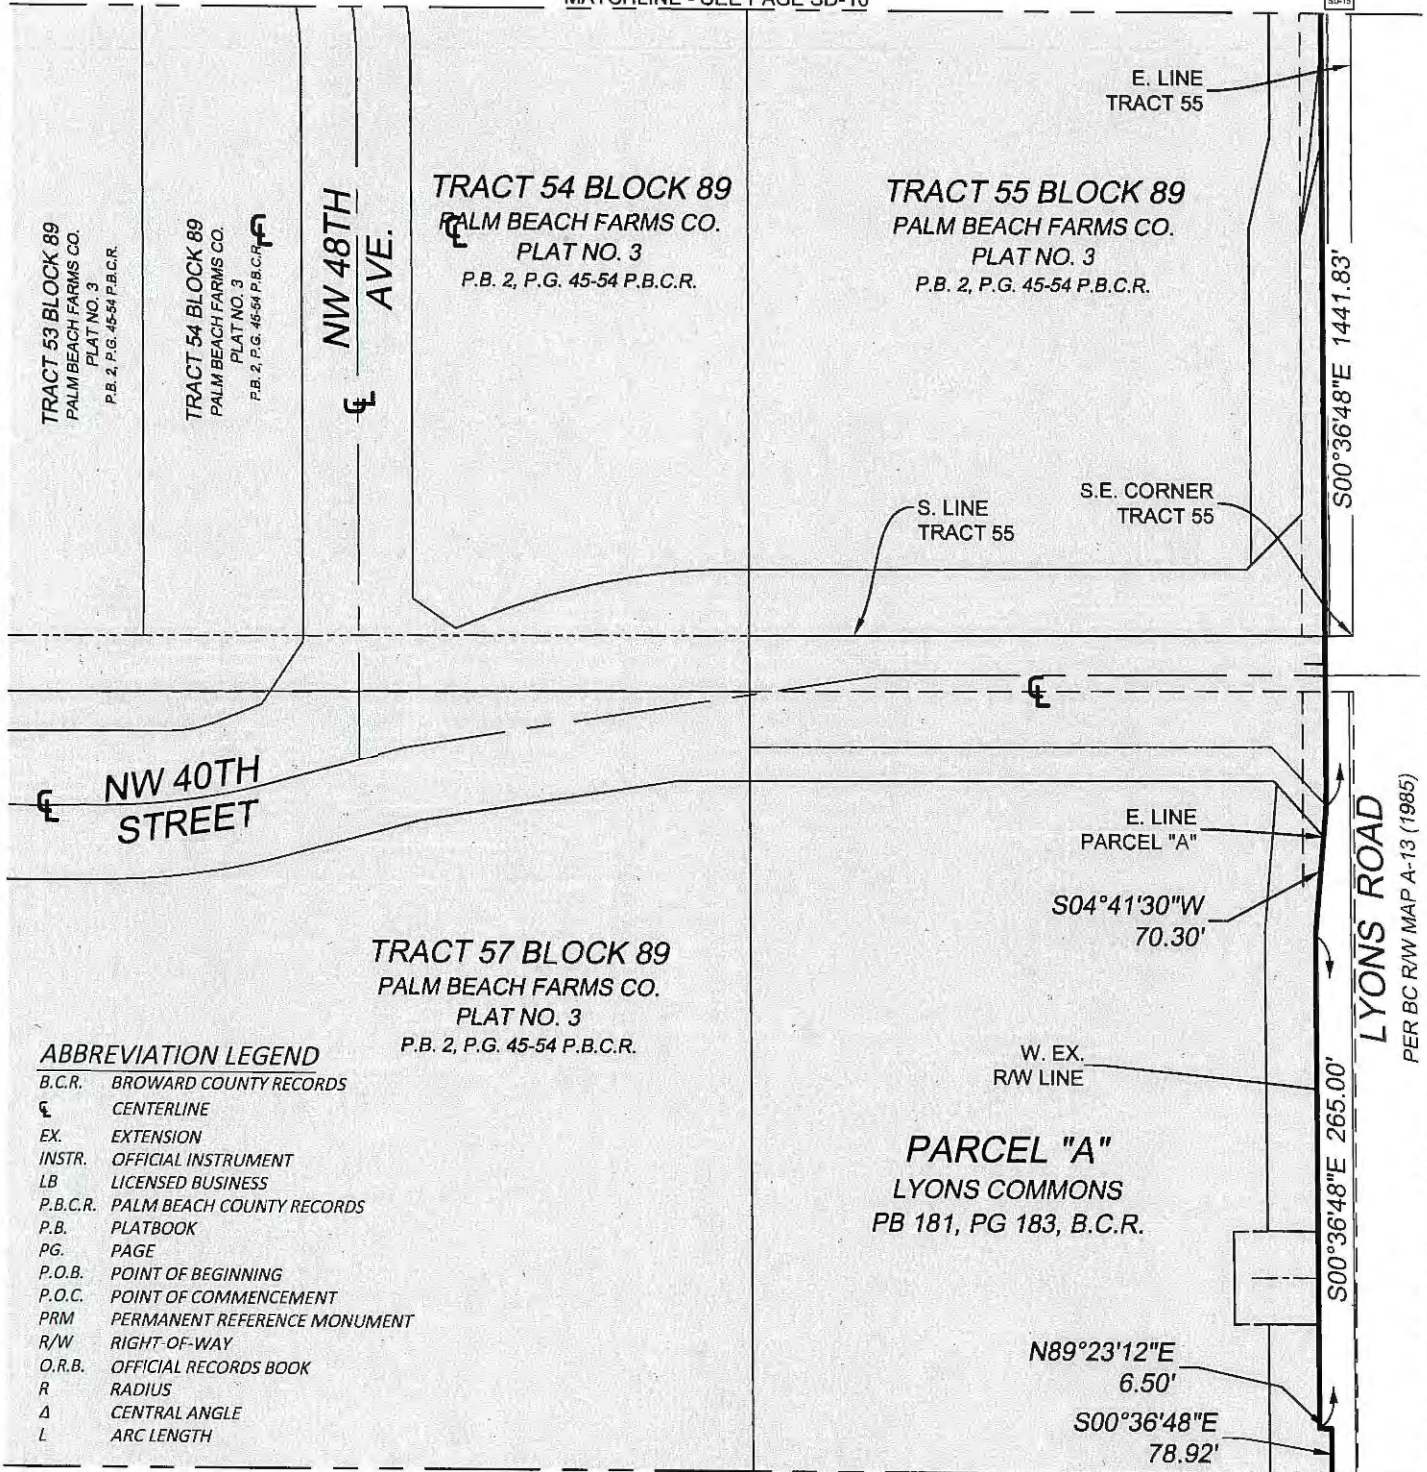 MATCHLINE - SEE PAGE SD-16
SD-15
E. LINE
TRACT 55
TRACT 53 BLOCK 89
PALM BEACH FARMS CO.
PLAT NO. 3
P.B. 2, P.G. 45-54 P.B.C.R.
TRACT 54 BLOCK 89
PALM BEACH FARMS CO.
PLAT NO. 3
P.B. 2, P.G. 45-54 P.B.C.R.
NW 48TH
AVE.
TRACT 54 BLOCK 89
PALM BEACH FARMS CO.
PLAT NO. 3
P.B. 2, P.G. 45-54 P.B.C.R.
TRACT 55 BLOCK 89
PALM BEACH FARMS CO.
PLAT NO. 3
P.B. 2, P.G. 45-54 P.B.C.R.
S00°36'48"E 1441.83'
S. LINE
TRACT 55
S.E. CORNER
TRACT 55
℄
℄
℄
℄
℄
NW 40TH
STREET
E. LINE
PARCEL "A"
S04°41'30"W
70.30'
LYONS ROAD
PER BC R/W MAP A-13 (1985)
TRACT 57 BLOCK 89
PALM BEACH FARMS CO.
PLAT NO. 3
P.B. 2, P.G. 45-54 P.B.C.R.
W. EX.
R/W LINE
S00°36'48"E 265.00'
PARCEL "A"
LYONS COMMONS
PB 181, PG 183, B.C.R.
N89°23'12"E
6.50'
S00°36'48"E
78.92'
ABBREVIATION LEGEND
B.C.R. BROWARD COUNTY RECORDS
℄ CENTERLINE
EX. EXTENSION
INSTR. OFFICIAL INSTRUMENT
LB LICENSED BUSINESS
P.B.C.R. PALM BEACH COUNTY RECORDS
P.B. PLATBOOK
PG. PAGE
P.O.B. POINT OF BEGINNING
P.O.C. POINT OF COMMENCEMENT
PRM PERMANENT REFERENCE MONUMENT
R/W RIGHT-OF-WAY
O.R.B. OFFICIAL RECORDS BOOK
R RADIUS
Δ CENTRAL ANGLE
L ARC LENGTH